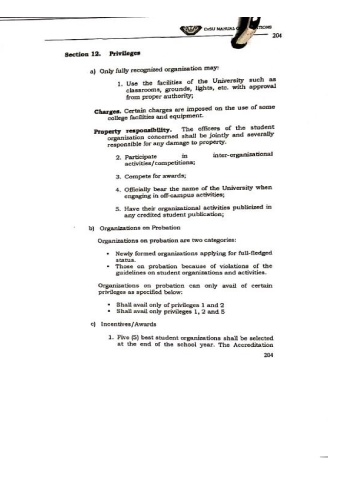 CvSU MANUAL OF
204
Section 12. Privileges
a) Only fully recognized organization may:
1. Use the facilities of the University such as
classrooms, grounds, lights, etc. with approval
from proper authority;
Charges. Certain charges are imposed on the use of some
college facilities and equipment.
Property responsibility. The officers of the student
organization concerned shall be jointly and severally
responsible for any damage to property.
2. Participate in inter-organizational
activities/competitions;
3. Compete for awards;
4. Officially bear the name of the University when
engaging in off-campus activities;
5. Have their organizational activities publicized in
any credited student publication;
b) Organizations on Probation
Organizations on probation are two categories:
• Newly formed organizations applying for full-fledged
status.
• Those on probation because of violations of the
guidelines on student organizations and activities.
Organizations on probation can only avail of certain
privileges as specified below:
• Shall avail only of privileges 1 and 2
• Shall avail only privileges 1, 2 and 5
c) Incentives/Awards
1. Five (5) best student organizations shall be selected
at the end of the school year. The Accreditation
204